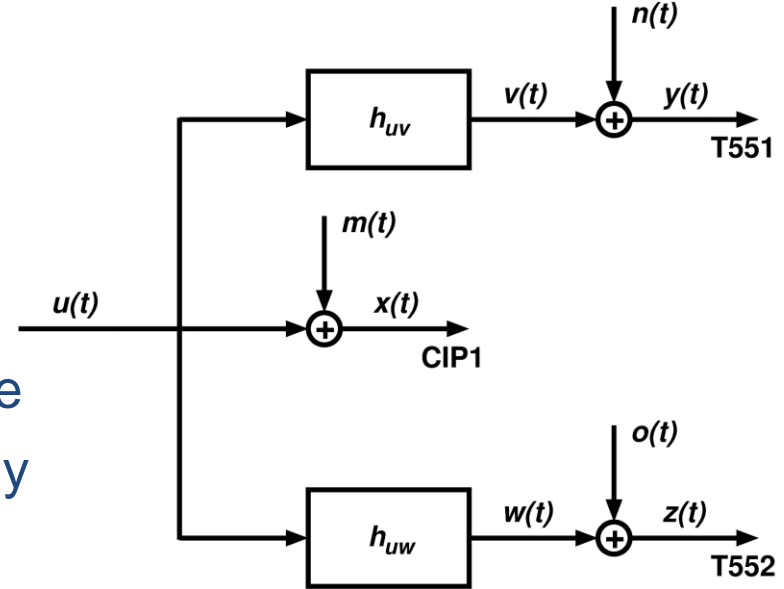 n(t)
v(t)
y(t)
h_uv
+
T551
m(t)
u(t)
x(t)
+
CIP1
e
y
o(t)
w(t)
z(t)
h_uw
+
T552